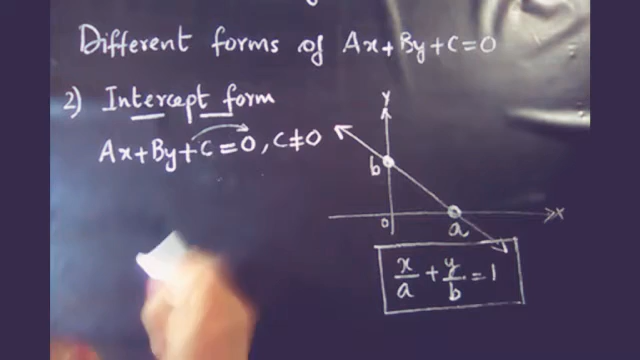 Different forms of Ax+By+C=0
2) Intercept form
Ax+By+C=0, C≠0
Y
b
0
a
X
x/a + y/b = 1